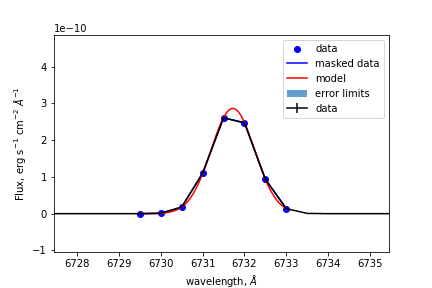 1e−10
data
masked data
model
error limits
data
4
3
2
1
0
−1
Flux, erg s⁻¹ cm⁻² Å⁻¹
6728 6729 6730 6731 6732 6733 6734 6735
wavelength, Å